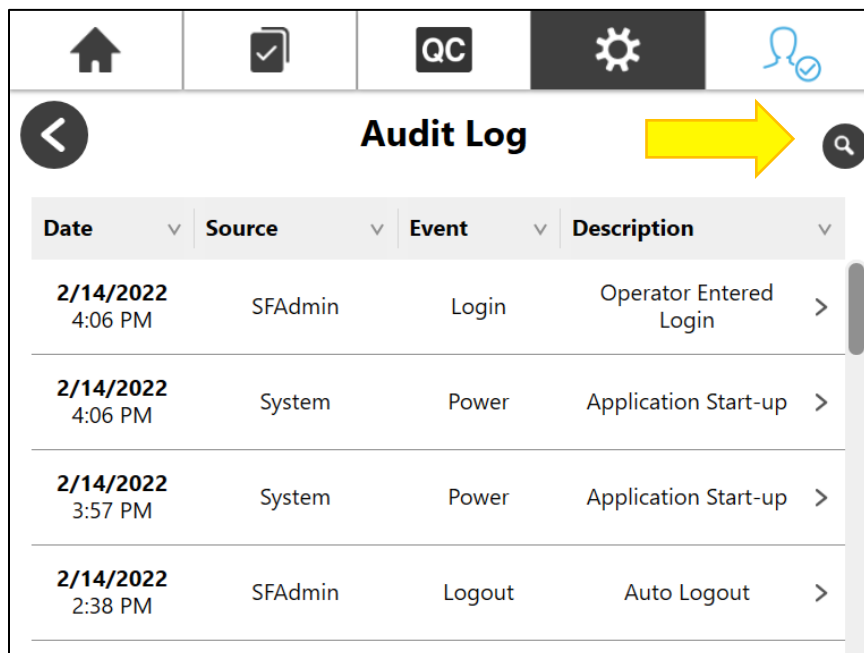 QC
Audit Log
Date Source Event Description
2/14/2022
4:06 PM
SFAdmin
Login
Operator Entered
Login
2/14/2022
4:06 PM
System
Power
Application Start-up
2/14/2022
3:57 PM
System
Power
Application Start-up
2/14/2022
2:38 PM
SFAdmin
Logout
Auto Logout